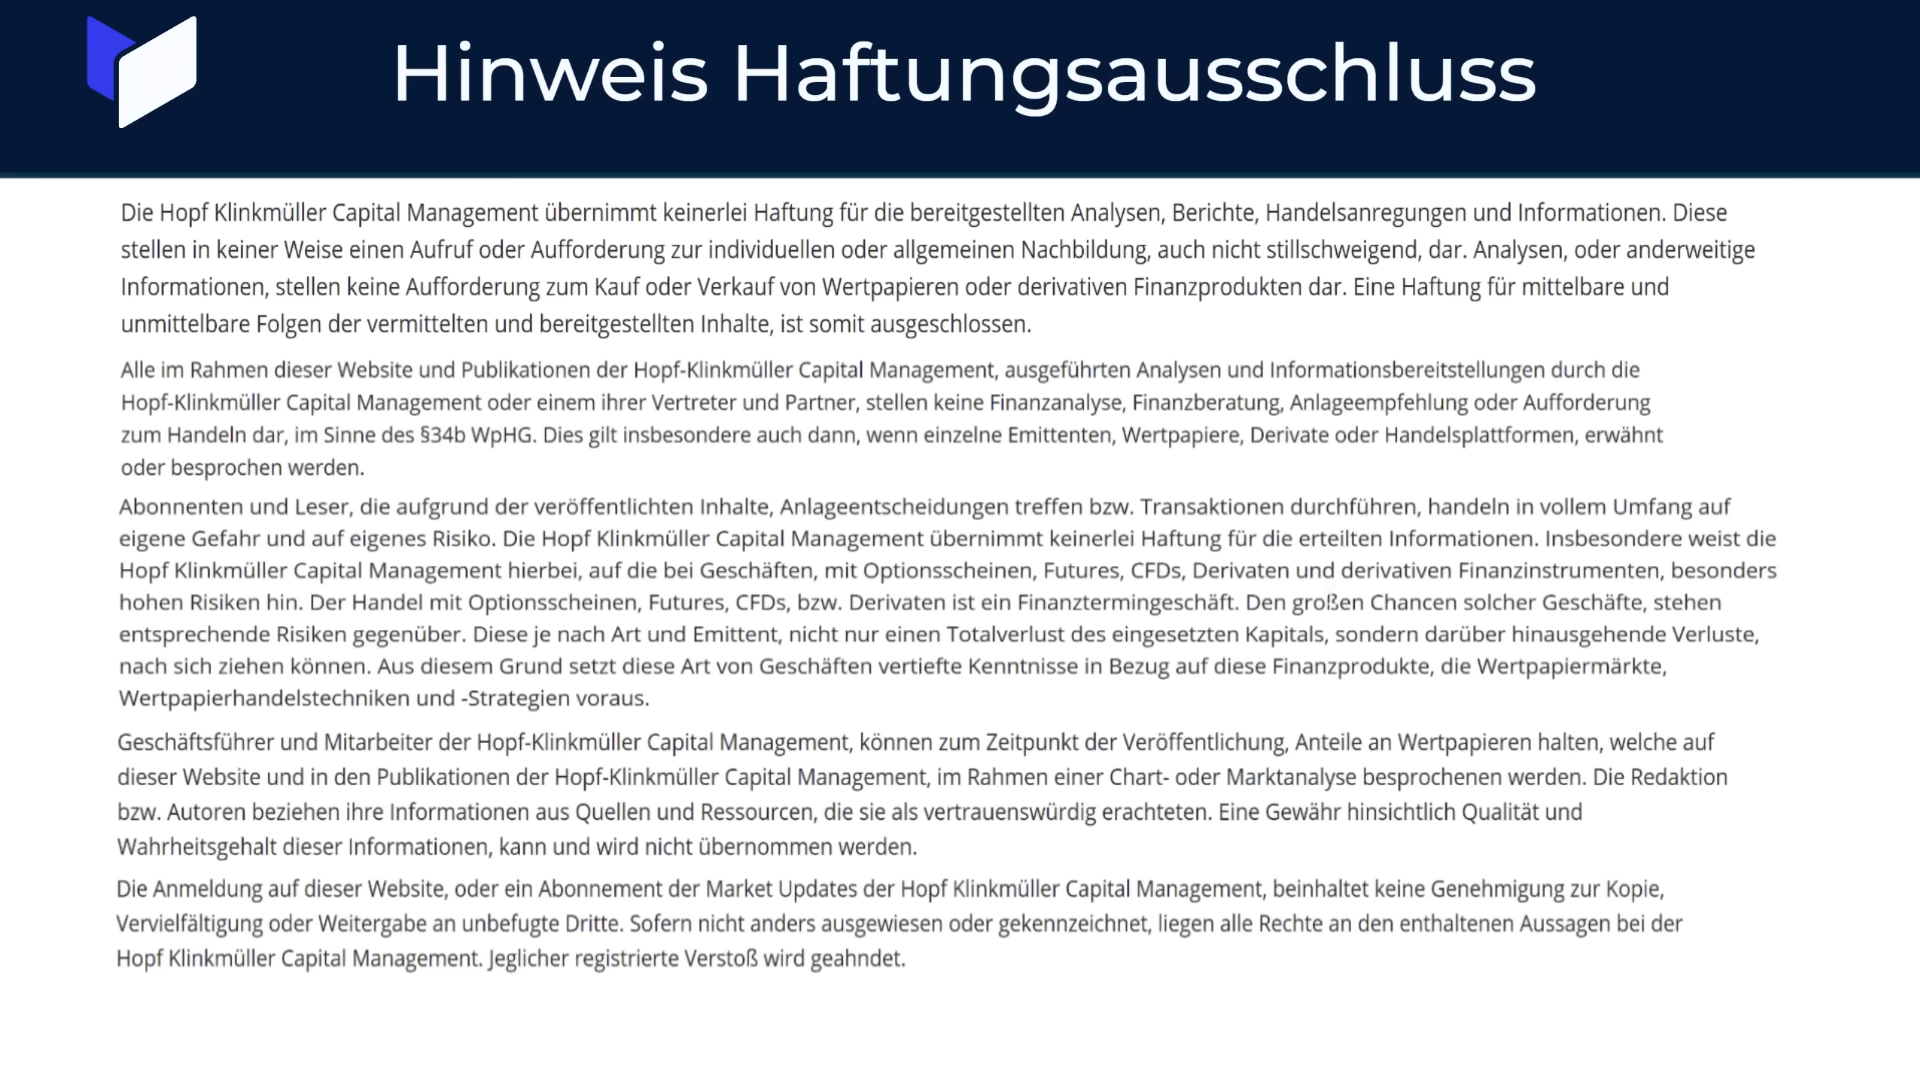 Hinweis Haftungsausschluss
Die Hopf Klinkmüller Capital Management übernimmt keinerlei Haftung für die bereitgestellten Analysen, Berichte, Handelsanregungen und Informationen. Diese
stellen in keiner Weise einen Aufruf oder Aufforderung zur individuellen oder allgemeinen Nachbildung, auch nicht stillschweigend, dar. Analysen, oder anderweitige
Informationen, stellen keine Aufforderung zum Kauf oder Verkauf von Wertpapieren oder derivativen Finanzprodukten dar. Eine Haftung für mittelbare und
unmittelbare Folgen der vermittelten und bereitgestellten Inhalte, ist somit ausgeschlossen.
Alle im Rahmen dieser Website und Publikationen der Hopf-Klinkmüller Capital Management, ausgeführten Analysen und Informationsbereitstellungen durch die
Hopf-Klinkmüller Capital Management oder einem ihrer Vertreter und Partner, stellen keine Finanzanalyse, Finanzberatung, Anlageempfehlung oder Aufforderung
zum Handeln dar, im Sinne des §34b WpHG. Dies gilt insbesondere auch dann, wenn einzelne Emittenten, Wertpapiere, Derivate oder Handelsplattformen, erwähnt
oder besprochen werden.
Abonnenten und Leser, die aufgrund der veröffentlichten Inhalte, Anlageentscheidungen treffen bzw. Transaktionen durchführen, handeln in vollem Umfang auf
eigene Gefahr und auf eigenes Risiko. Die Hopf Klinkmüller Capital Management übernimmt keinerlei Haftung für die erteilten Informationen. Insbesondere weist die
Hopf Klinkmüller Capital Management hierbei, auf die bei Geschäften, mit Optionsscheinen, Futures, CFDs, Derivaten und derivativen Finanzinstrumenten, besonders
hohen Risiken hin. Der Handel mit Optionsscheinen, Futures, CFDs, bzw. Derivaten ist ein Finanztermingeschäft. Den großen Chancen solcher Geschäfte, stehen
entsprechende Risiken gegenüber. Diese je nach Art und Emittent, nicht nur einen Totalverlust des eingesetzten Kapitals, sondern darüber hinausgehende Verluste,
nach sich ziehen können. Aus diesem Grund setzt diese Art von Geschäften vertiefte Kenntnisse in Bezug auf diese Finanzprodukte, die Wertpapiermärkte,
Wertpapierhandelstechniken und -Strategien voraus.
Geschäftsführer und Mitarbeiter der Hopf-Klinkmüller Capital Management, können zum Zeitpunkt der Veröffentlichung, Anteile an Wertpapieren halten, welche auf
dieser Website und in den Publikationen der Hopf-Klinkmüller Capital Management, im Rahmen einer Chart- oder Marktanalyse besprochenen werden. Die Redaktion
bzw. Autoren beziehen ihre Informationen aus Quellen und Ressourcen, die sie als vertrauenswürdig erachteten. Eine Gewähr hinsichtlich Qualität und
Wahrheitsgehalt dieser Informationen, kann und wird nicht übernommen werden.
Die Anmeldung auf dieser Website, oder ein Abonnement der Market Updates der Hopf Klinkmüller Capital Management, beinhaltet keine Genehmigung zur Kopie,
Vervielfältigung oder Weitergabe an unbefugte Dritte. Sofern nicht anders ausgewiesen oder gekennzeichnet, liegen alle Rechte an den enthaltenen Aussagen bei der
Hopf Klinkmüller Capital Management. Jeglicher registrierte Verstoß wird geahndet.